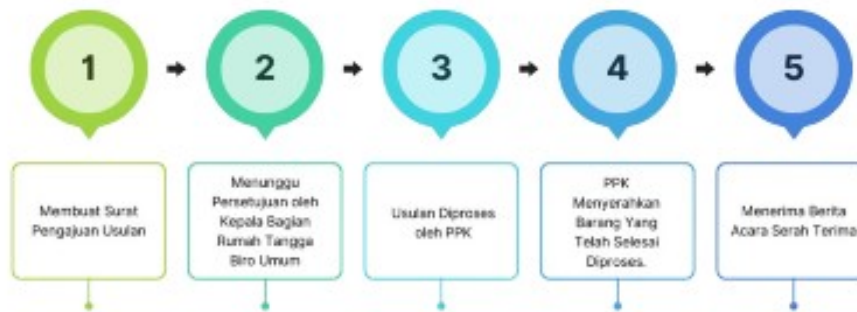 1
2
3
4
5
Membuat Surat
Pengajuan Usulan
Menunggu
Persetujuan oleh
Kepala Bagian
Rumah Tangga
Biro Umum
Usulan Diproses
oleh PPK
PPK
Menyerahkan
Barang Yang
Telah Selesai
Diproses.
Menerima Berita
Acara Serah Terima